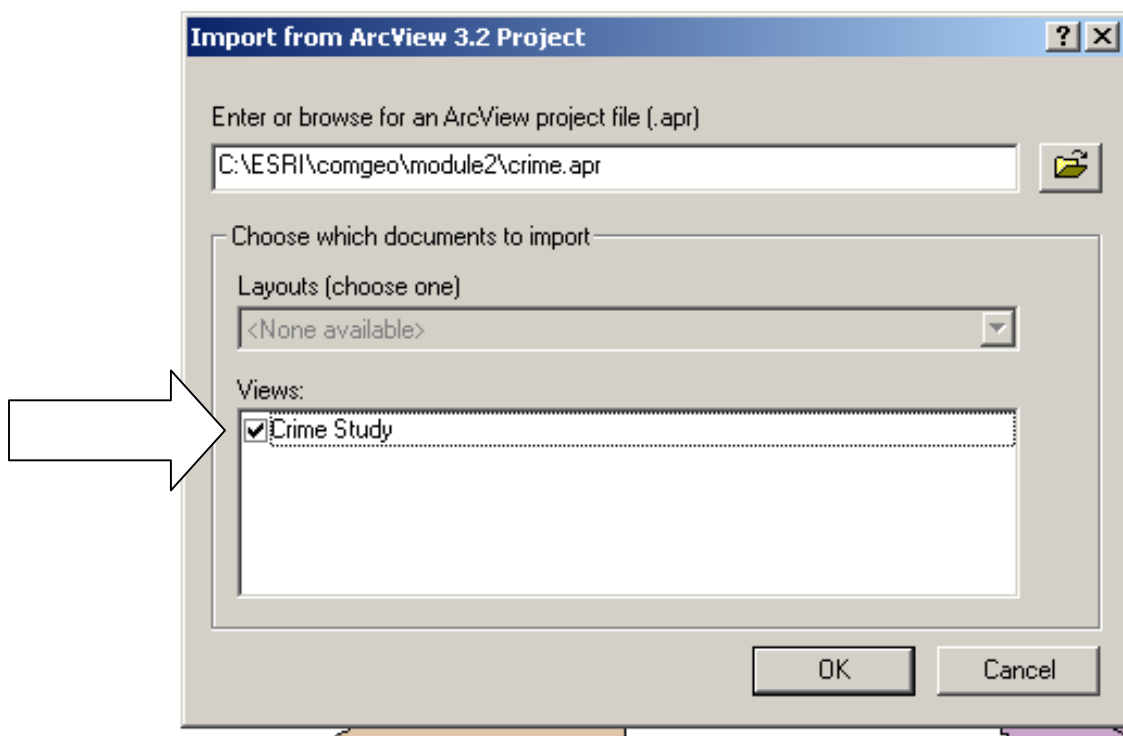 Import from ArcView 3.2 Project
Enter or browse for an ArcView project file (.apr)
C:\ESRI\comgeo\module2\crime.apr
Choose which documents to import
Layouts (choose one)
<None available>
Views:
Crime Study
OK Cancel